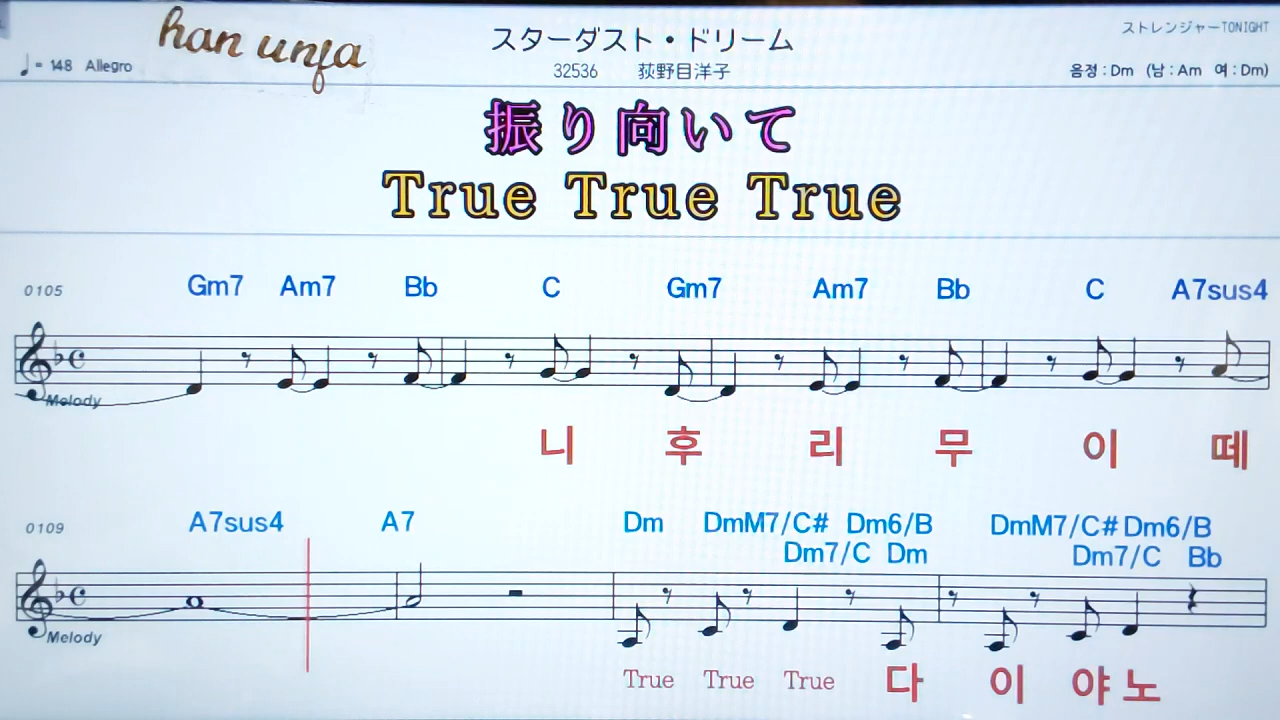 han unfa
スターダスト・ドリーム
ストレンジャーTONIGHT
♩= 148 Allegro
32536 荻野目洋子
음정 : Dm (남 : Am 여 : Dm)
振り向いて
True True True
0105
Gm7 Am7 Bb C Gm7 Am7 Bb C A7sus4
Melody
니 후 리 무 이 떼
0109
A7sus4 A7 Dm DmM7/C# Dm6/B DmM7/C# Dm6/B
Dm7/C Dm Dm7/C Bb
Melody
True True True 다 이 야 노